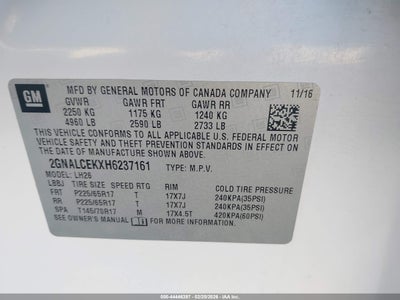 GM
MFD BY GENERAL MOTORS OF CANADA COMPANY
11/16
GVWR GAWR FRT GAWR RR
2250 KG 1175 KG 1240 KG
4960 LB 2590 LB 2733 LB
THIS VEHICLE CONFORMS TO ALL APPLICABLE U.S. FEDERAL MOTOR
VEHICLE SAFETY AND THEFT PREVENTION STANDARDS IN EFFECT ON
THE DATE OF MANUFACTURE SHOWN ABOVE.
2GNALCEKXH6237161 TYPE: M.P.V.
MODEL: LH26
LBBJ TIRE SIZE SPEED RTG RIM COLD TIRE PRESSURE
FRT P225/65R17 T 17X7J 240KPA(35PSI)
RR P225/65R17 T 17X7J 240KPA(35PSI)
SPA T145/70R17 M 17X4.5T 420KPA(60PSI)
SEE OWNER'S MANUAL FOR MORE INFORMATION.